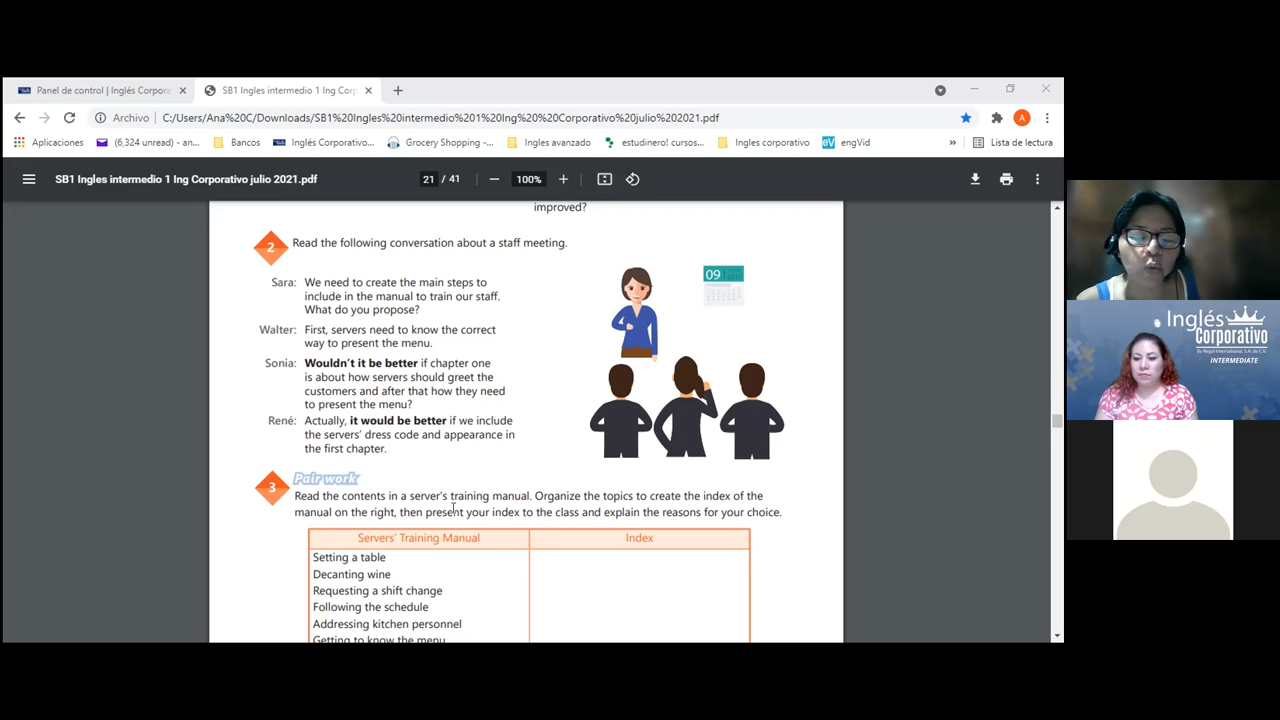 Panel de control | Inglés Corpora
SB1 Ingles intermedio 1 Ing Corp
Archivo
C:/Users/Ana%20C/Downloads/SB1%20Ingles%20intermedio%201%20Ing%20%20Corporativo%20julio%202021.pdf
A
Aplicaciones
(6,324 unread) - an...
Bancos
Inglés Corporativo...
Grocery Shopping -...
Ingles avanzado
estudinero! cursos...
Ingles corporativo
eV engVid
»
Lista de lectura
SB1 Ingles intermedio 1 Ing Corporativo julio 2021.pdf
21 / 41
100%
improved?
2 Read the following conversation about a staff meeting.
Sara: We need to create the main steps to
include in the manual to train our staff.
What do you propose?
Walter: First, servers need to know the correct
way to present the menu.
Sonia: Wouldn't it be better if chapter one
is about how servers should greet the
customers and after that how they need
to present the menu?
René: Actually, it would be better if we include
the servers' dress code and appearance in
the first chapter.
09
3 Pair work
Read the contents in a server's training manual. Organize the topics to create the index of the
manual on the right, then present your index to the class and explain the reasons for your choice.
Servers' Training Manual
Index
Setting a table
Decanting wine
Requesting a shift change
Following the schedule
Addressing kitchen personnel
Getting to know the menu
Inglés
Corporativo
By Regal International, S.A. de C.V.
INTERMEDIATE